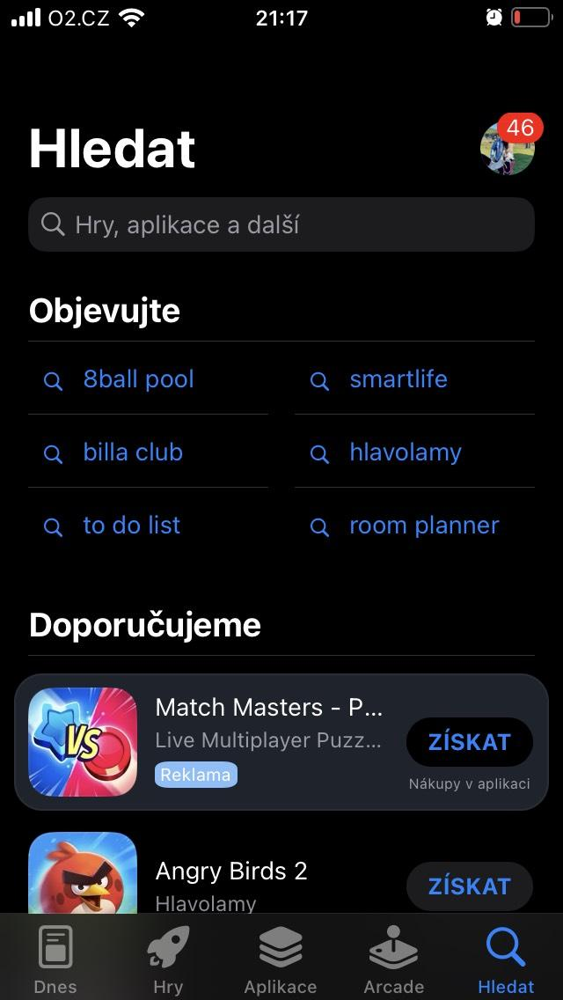 O2.CZ 21:17
Hledat
46
Hry, aplikace a další
Objevujte
8ball pool
smartlife
billa club
hlavolamy
to do list
room planner
Doporučujeme
VS
Match Masters - P...
Live Multiplayer Puzz...
Reklama
ZÍSKAT
Nákupy v aplikaci
Angry Birds 2
Hlavolamy
ZÍSKAT
Dnes Hry Aplikace Arcade Hledat